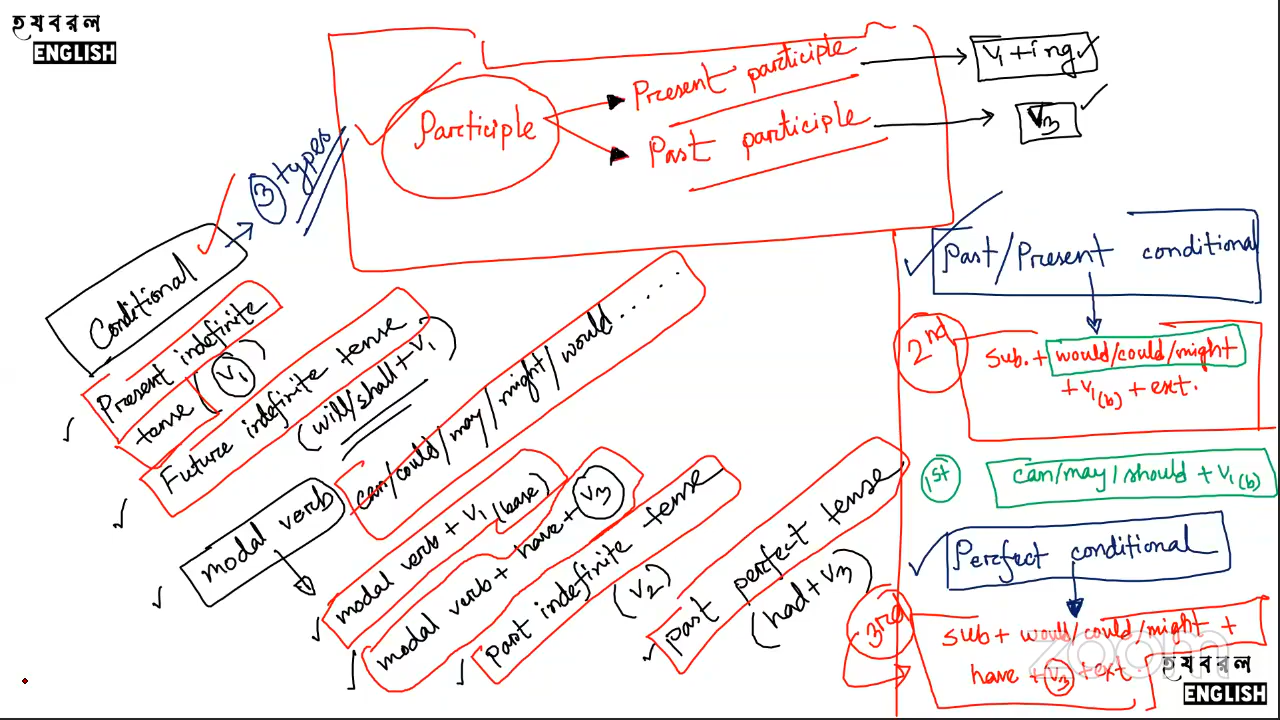 হ য ব র ল
ENGLISH
Participle
Present participle
V1 + ing
Past participle
V3
3 types
Conditional
Present indefinite
tense (V1)
Future indefinite tense
(will/shall + V1)
modal verb
can/could/may/might/would......
modal verb + V1 (base)
modal verb + have + V3
Past indefinite tense
(V2)
Past perfect tense
(had + V3)
Past/Present conditional
2nd
Sub. + would/could/might
+ V1(b) + ext.
1st
can/may/should + V1(b)
Perfect conditional
3rd
sub + would/could/might +
have + V3 + ext
zoom
হ য ব র ল
ENGLISH